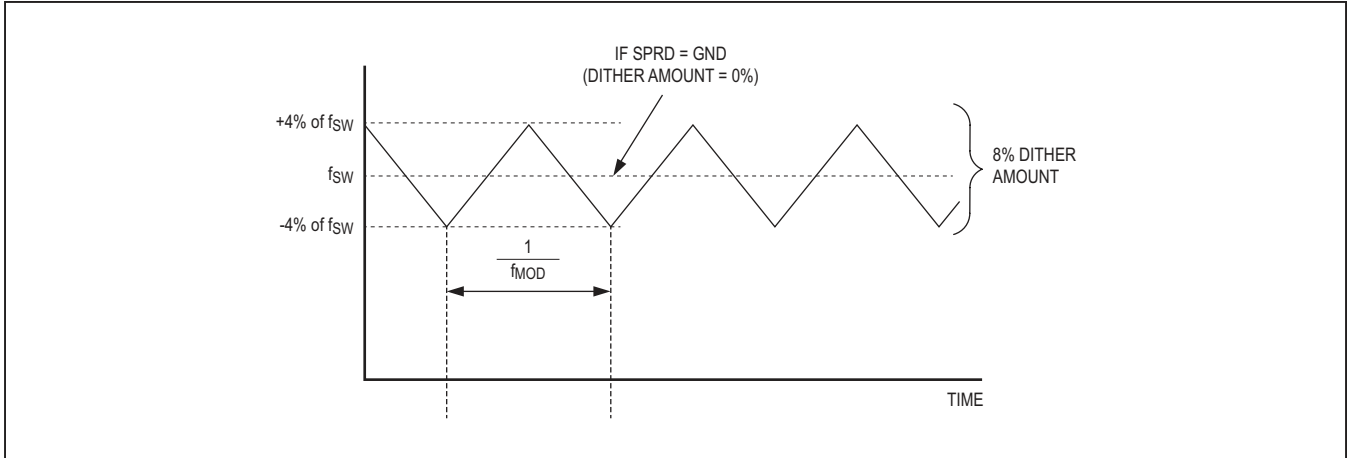 IF SPRD = GND
(DITHER AMOUNT = 0%)
+4% of fSW
fSW
-4% of fSW
8% DITHER
AMOUNT
1
fMOD
TIME